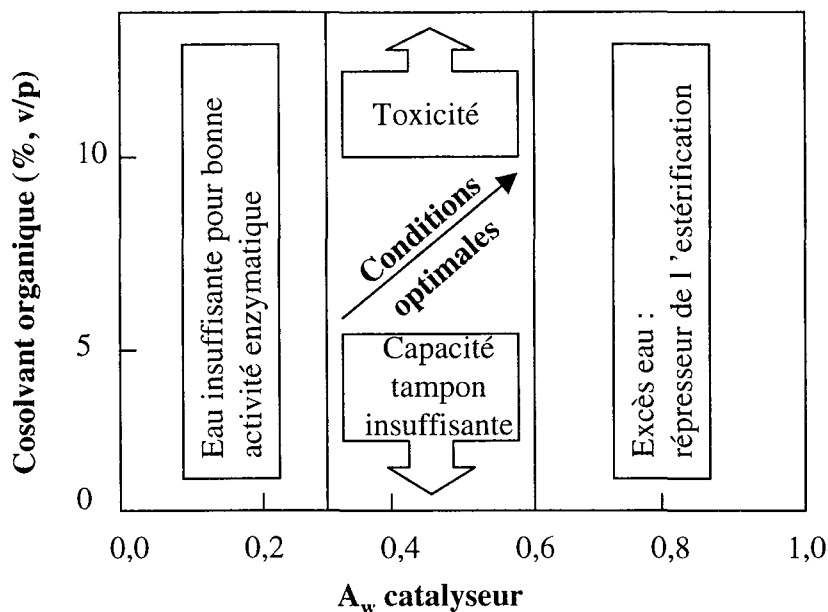 Cosolvant organique (%, v/p)
10
5
0
Eau insuffisante pour bonne
activité enzymatique
Toxicité
Conditions
optimales
Capacité
tampon
insuffisante
Excès eau :
répresseur de l 'estérification
0,0
0,2
0,4
0,6
0,8
1,0
Aw catalyseur